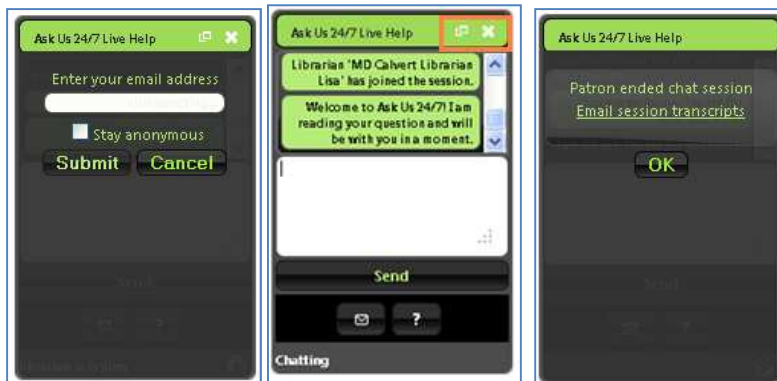 Ask Us 24/7 Live Help
Enter your email address
Stay anonymous
Submit Cancel
Send
Ask Us 24/7 Live Help
Librarian 'MD Calvert Librarian
Lisa' has joined the session.
Welcome to Ask Us 24/7! I am
reading your question and will
be with you in a moment.
Send
?
Chatting
Ask Us 24/7 Live Help
Patron ended chat session
Email session transcripts
OK
Send